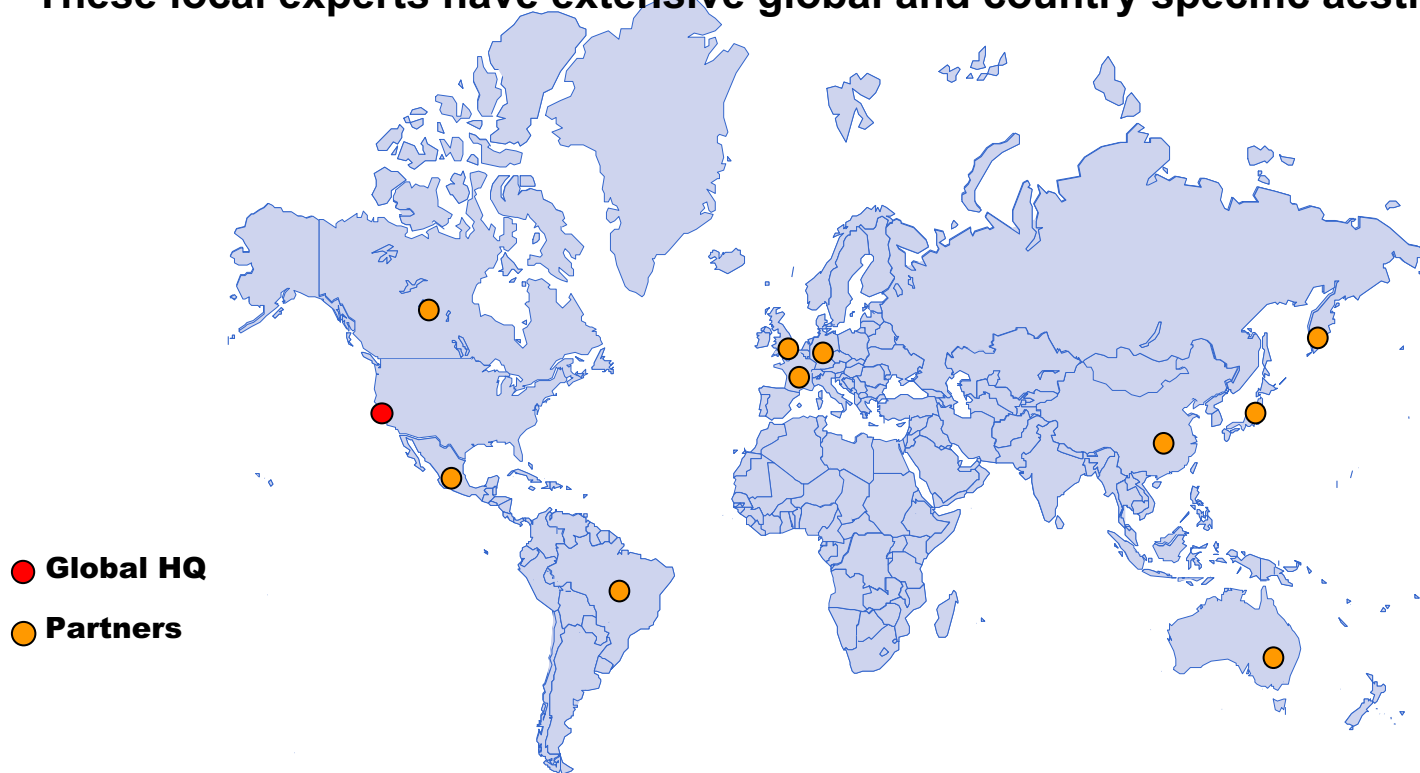 These local experts have extensive global and country specific
Global HQ
Partners